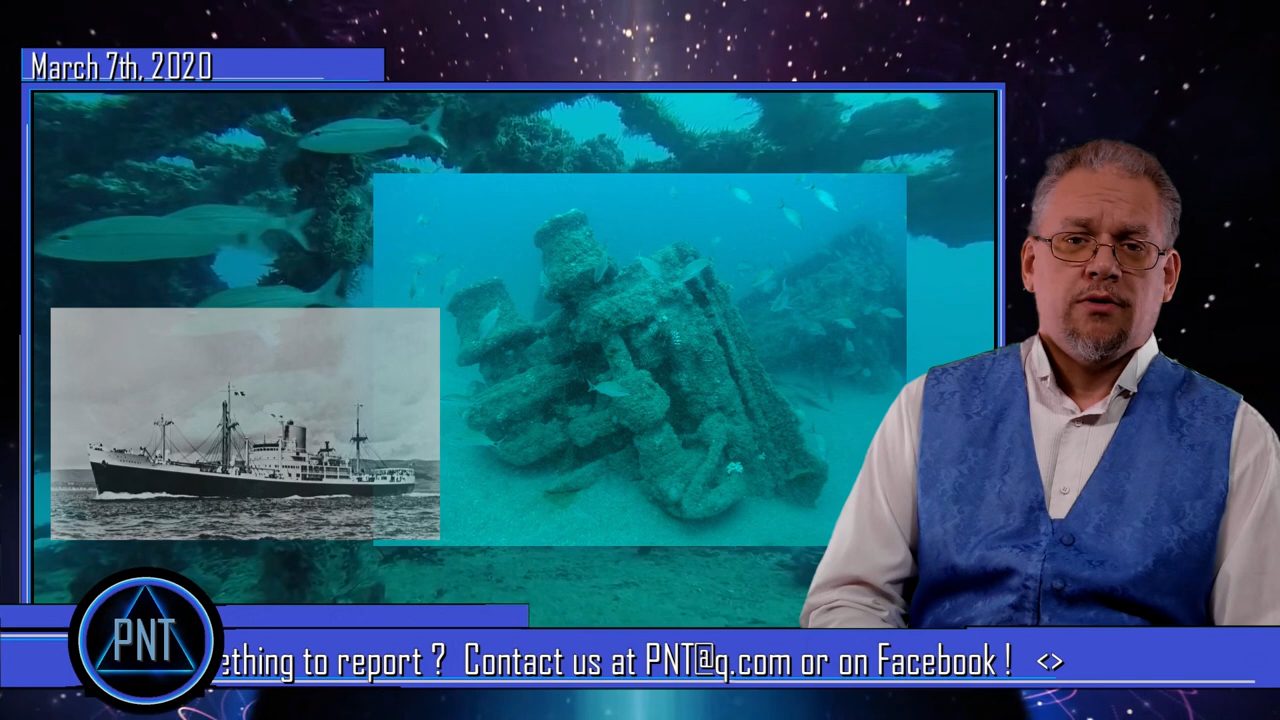 March 7th, 2020
PNT
ething to report ? Contact us at PNT@q.com or on Facebook ! <>